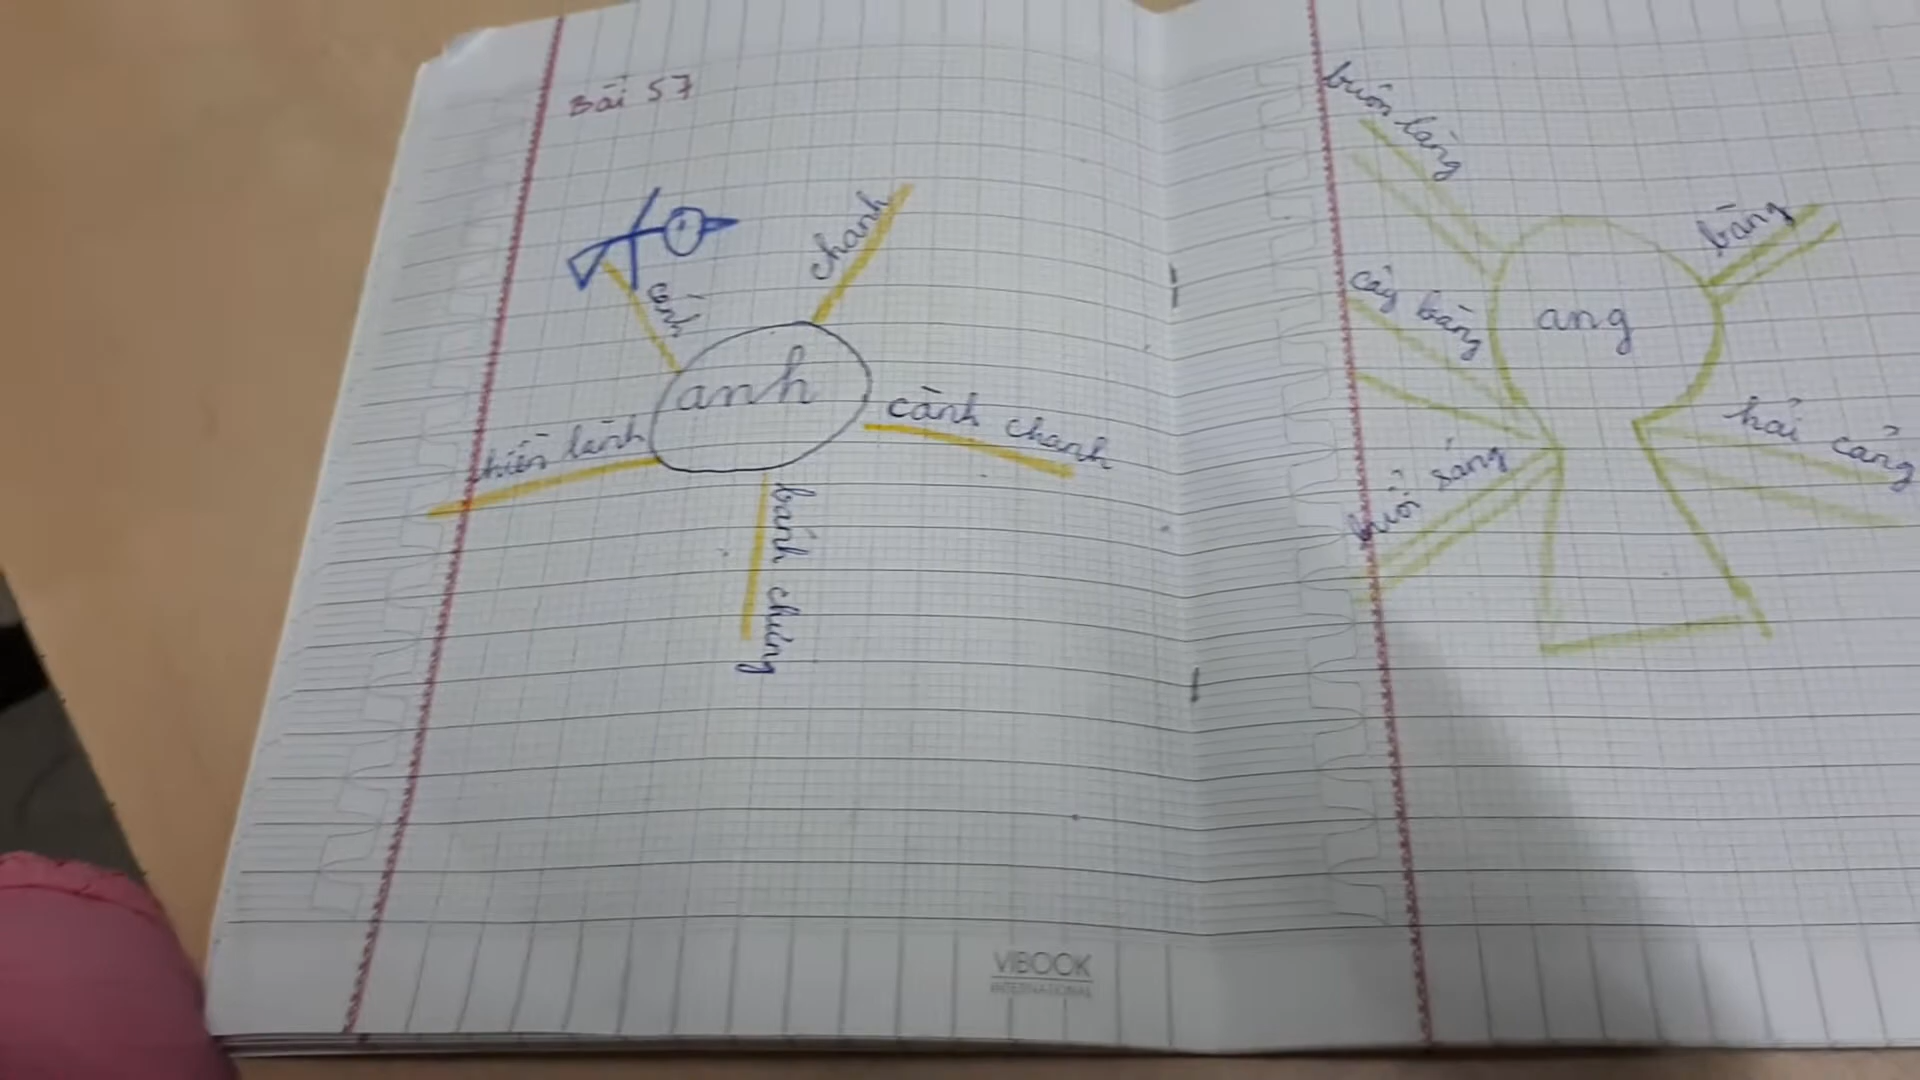 Bài 57
cánh
chanh
anh
cành chanh
hiền lành
bánh chưng
VIBOOK
INTERNATIONAL
buôn làng
bàng
ang
cây bàng
hải cảng
buổi sáng